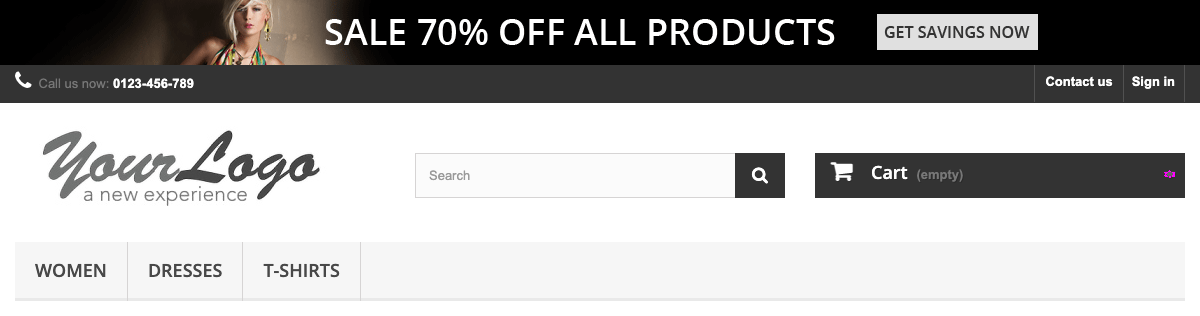 SALE 70% OFF ALL PRODUCTS
GET SAVINGS NOW
Call us now: 0123-456-789
Contact us
Sign in
YourLogo
a new experience
Search
Cart (empty)
WOMEN
DRESSES
T-SHIRTS